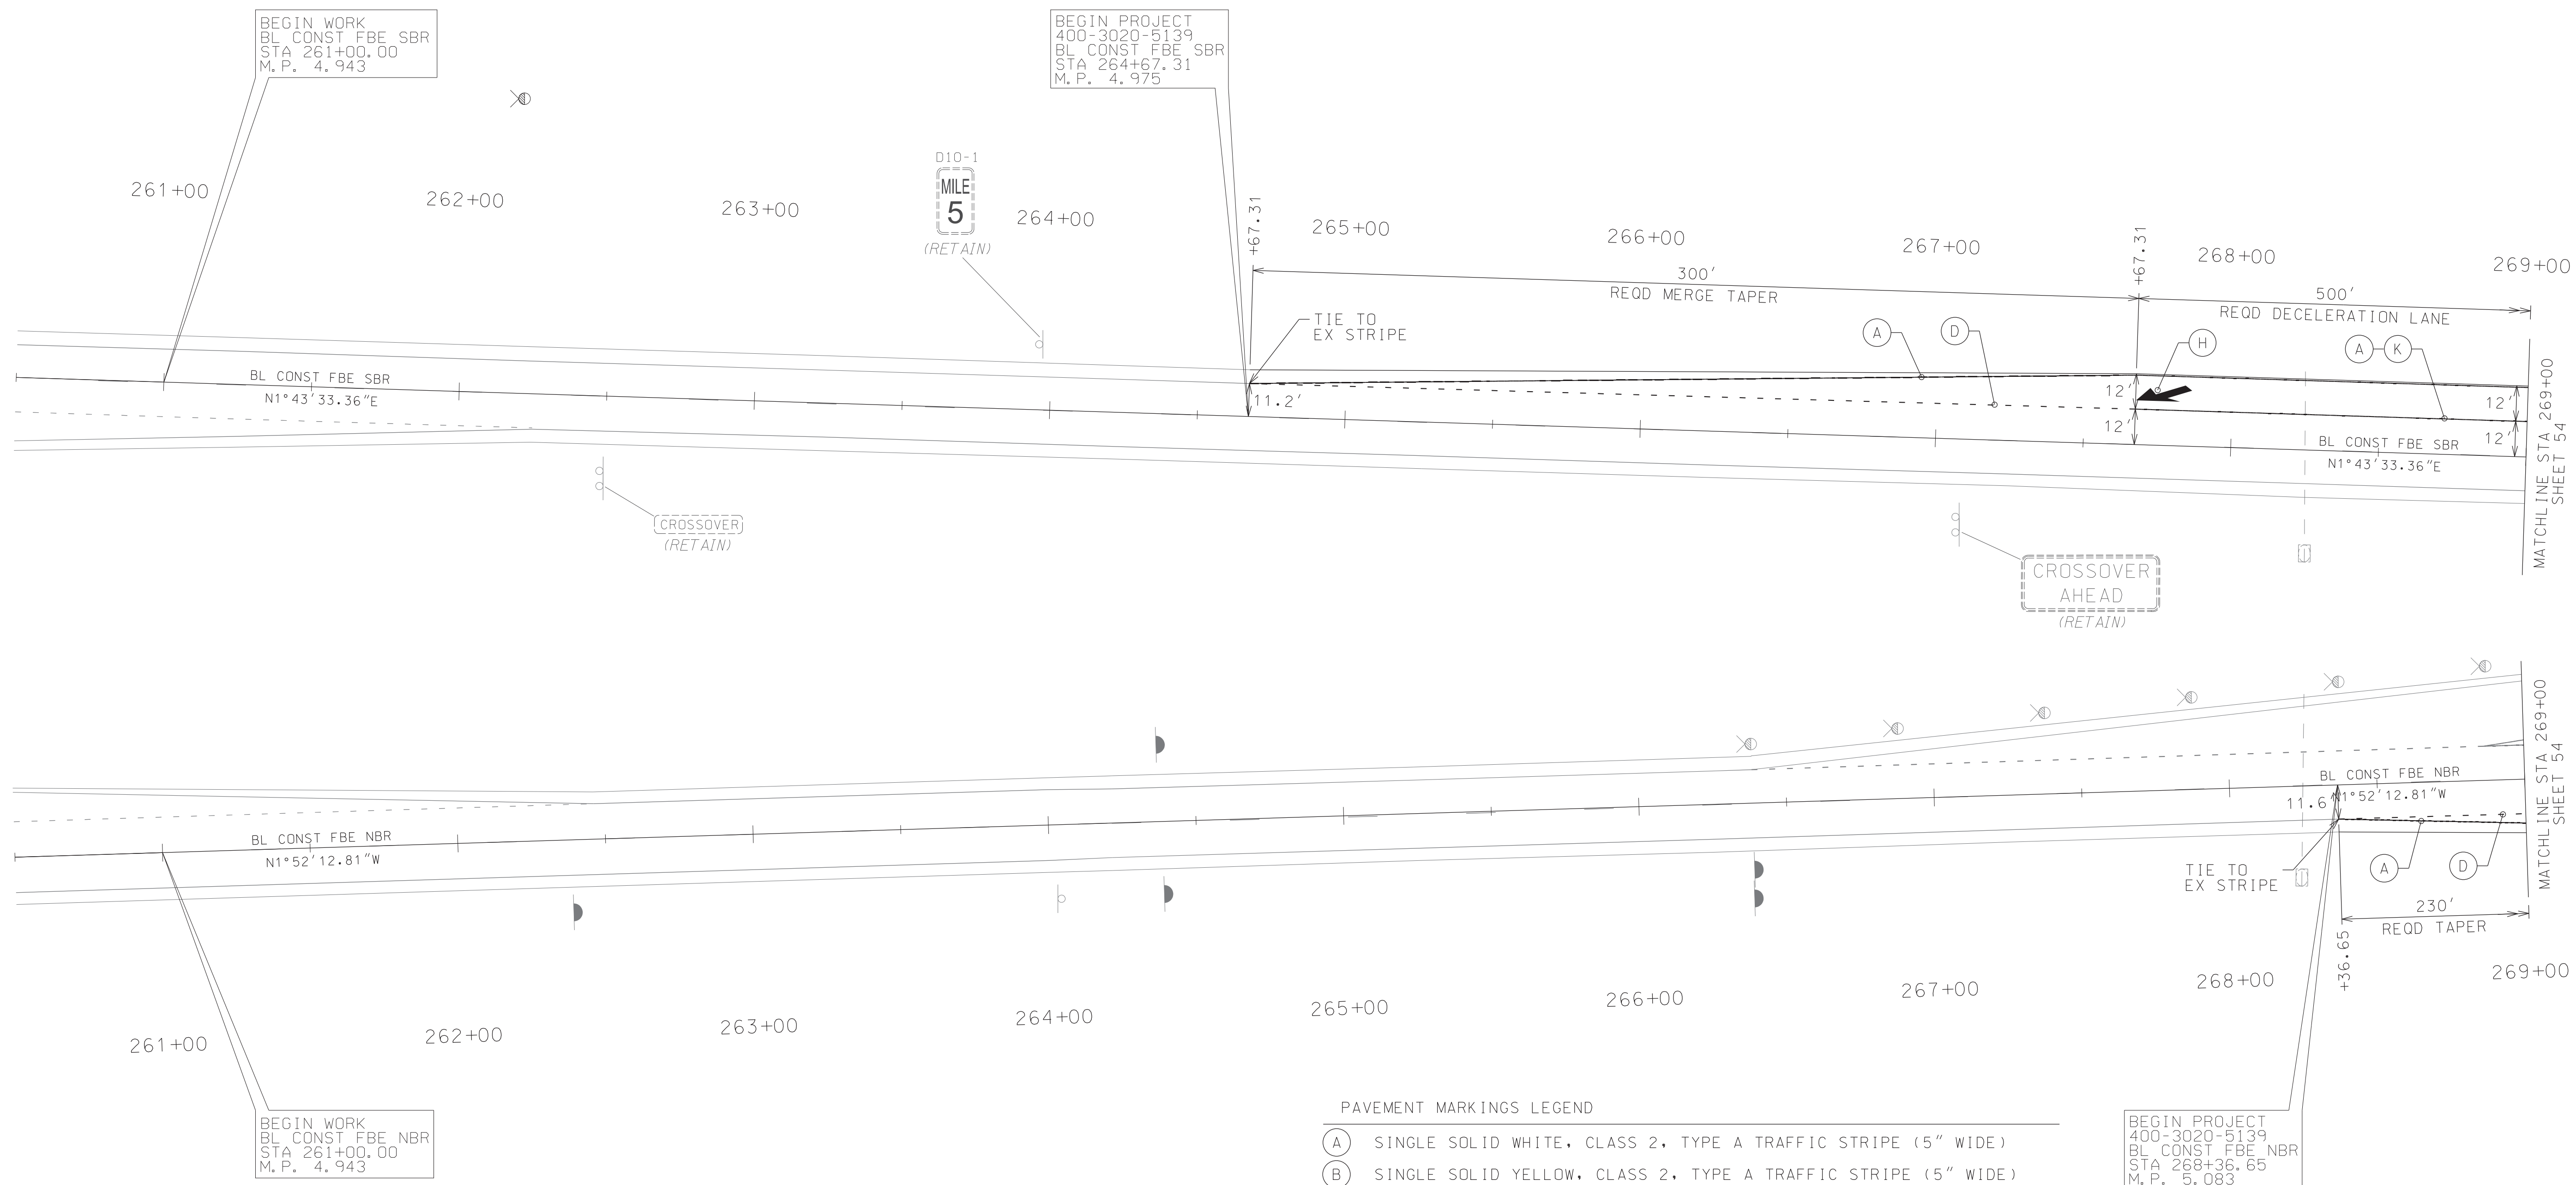 BEGIN WORK
BL CONST FBE SBR
STA 261+00.00
M.P. 4.943
BEGIN PROJECT
400-3020-5139
BL CONST FBE SBR
STA 264+67.31
M.P. 4.975
D10-1
MILE
5
(RETAIN)
261+00
262+00
263+00
264+00
265+00
266+00
267+00
268+00
269+00
+67.31
+67.31
300'
REQD MERGE TAPER
500'
REQD DECELERATION LANE
TIE TO
EX STRIPE
A
D
H
A
K
BL CONST FBE SBR
N1°43'33.36"E
11.2'
12'
12'
12'
12'
BL CONST FBE SBR
N1°43'33.36"E
MATCHLINE STA 269+00
SHEET 54
CROSSOVER
(RETAIN)
CROSSOVER
AHEAD
(RETAIN)
BL CONST FBE NBR
N1°52'12.81"W
BL CONST FBE NBR
N1°52'12.81"W
11.6'
MATCHLINE STA 269+00
SHEET 54
TIE TO
EX STRIPE
A
D
230'
REQD TAPER
+36.65
261+00
262+00
263+00
264+00
265+00
266+00
267+00
268+00
269+00
BEGIN WORK
BL CONST FBE NBR
STA 261+00.00
M.P. 4.943
PAVEMENT MARKINGS LEGEND
A SINGLE SOLID WHITE, CLASS 2, TYPE A TRAFFIC STRIPE (5" WIDE)
B SINGLE SOLID YELLOW, CLASS 2, TYPE A TRAFFIC STRIPE (5" WIDE)
BEGIN PROJECT
400-3020-5139
BL CONST FBE NBR
STA 268+36.65
M.P. 5.083